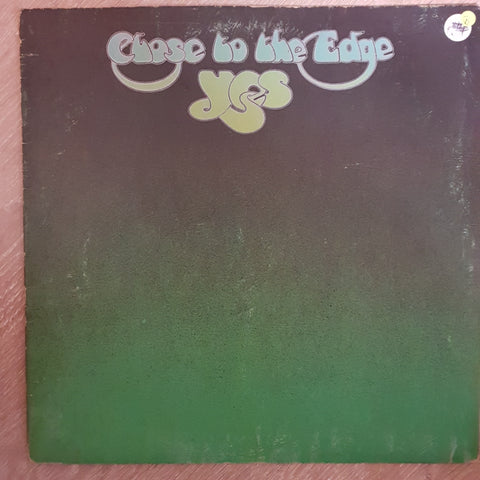 Close to the Edge
Yes